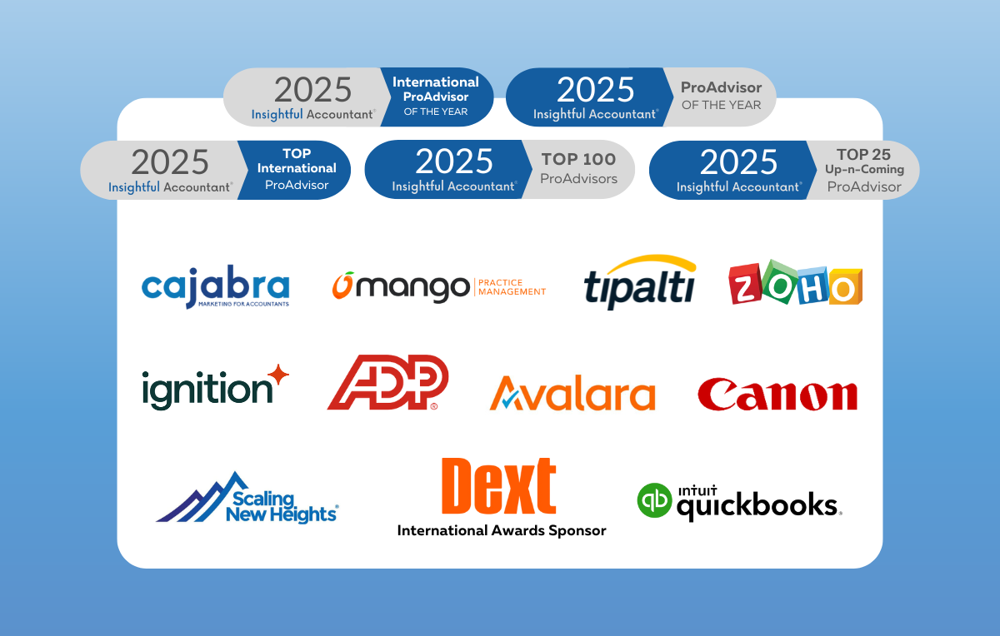 2025
Insightful Accountant®
International
ProAdvisor
OF THE YEAR
2025
Insightful Accountant®
ProAdvisor
OF THE YEAR
2025
Insightful Accountant®
TOP
International
ProAdvisor
2025
Insightful Accountant®
TOP 100
ProAdvisors
2025
Insightful Accountant®
TOP 25
Up-n-Coming
ProAdvisor
cajabra
MARKETING FOR ACCOUNTANTS
mango
PRACTICE
MANAGEMENT
tipalti
ZOHO
ignition
ADP®
Avalara
Canon
Scaling
New Heights®
Dext
International Awards Sponsor
qb
intuit
quickbooks®